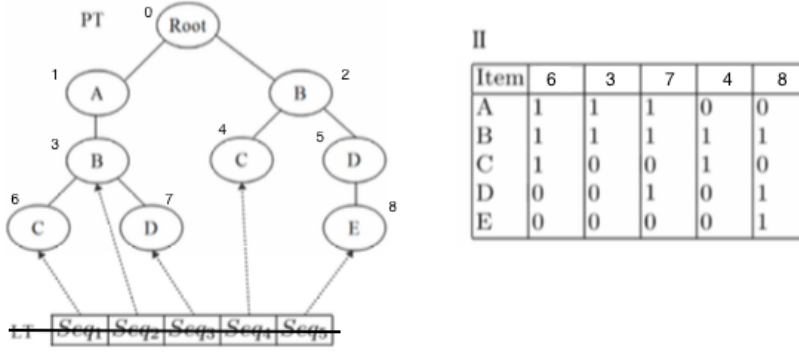 PT
0
Root
1
A
2
B
3
B
4
C
5
D
6
C
7
D
8
E
LT Seq1 Seq2 Seq3 Seq4 Seq5
II
Item 6 3 7 4 8
A 1 1 1 0 0
B 1 1 1 1 1
C 1 0 0 1 0
D 0 0 1 0 1
E 0 0 0 0 1